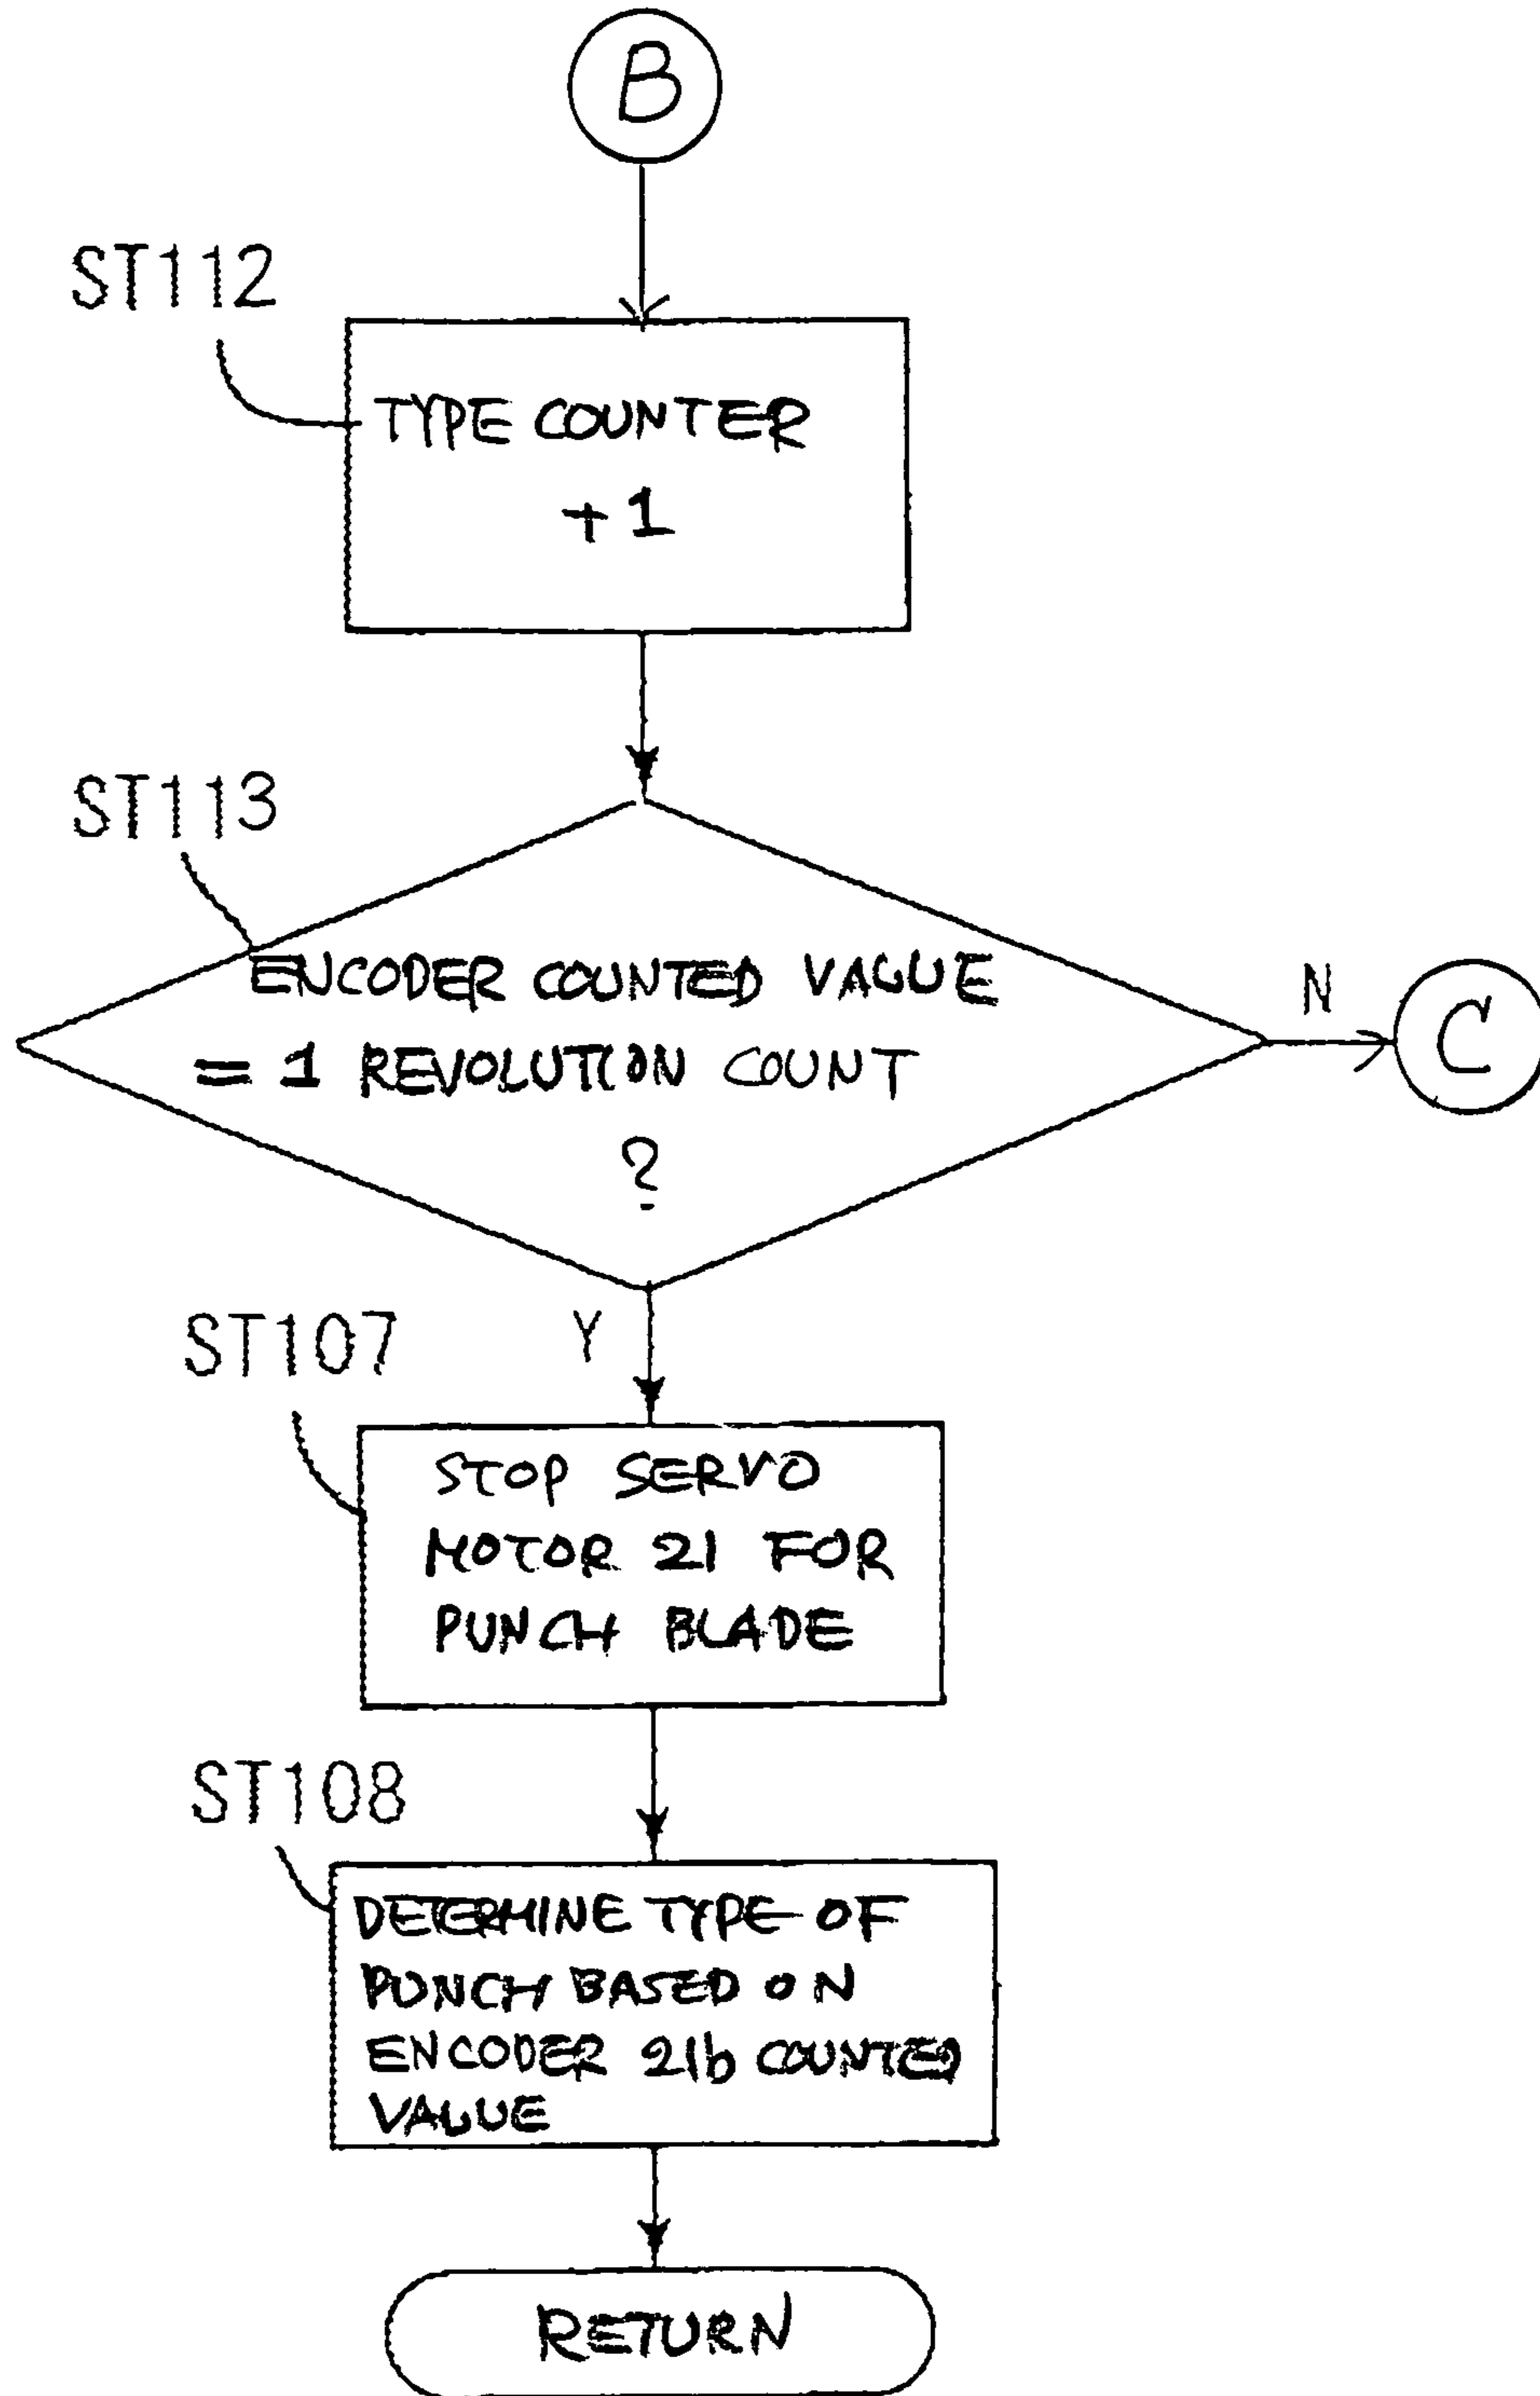 B
ST112
TYPE COUNTER
+1
ST113
ENCODER COUNTED VALUE
= 1 REVOLUTION COUNT
?
N
C
Y
ST107
STOP SERVO
MOTOR 21 FOR
PUNCH BLADE
ST108
DETERMINE TYPE OF
PUNCH BASED ON
ENCODER 21b COUNTED
VALUE
RETURN